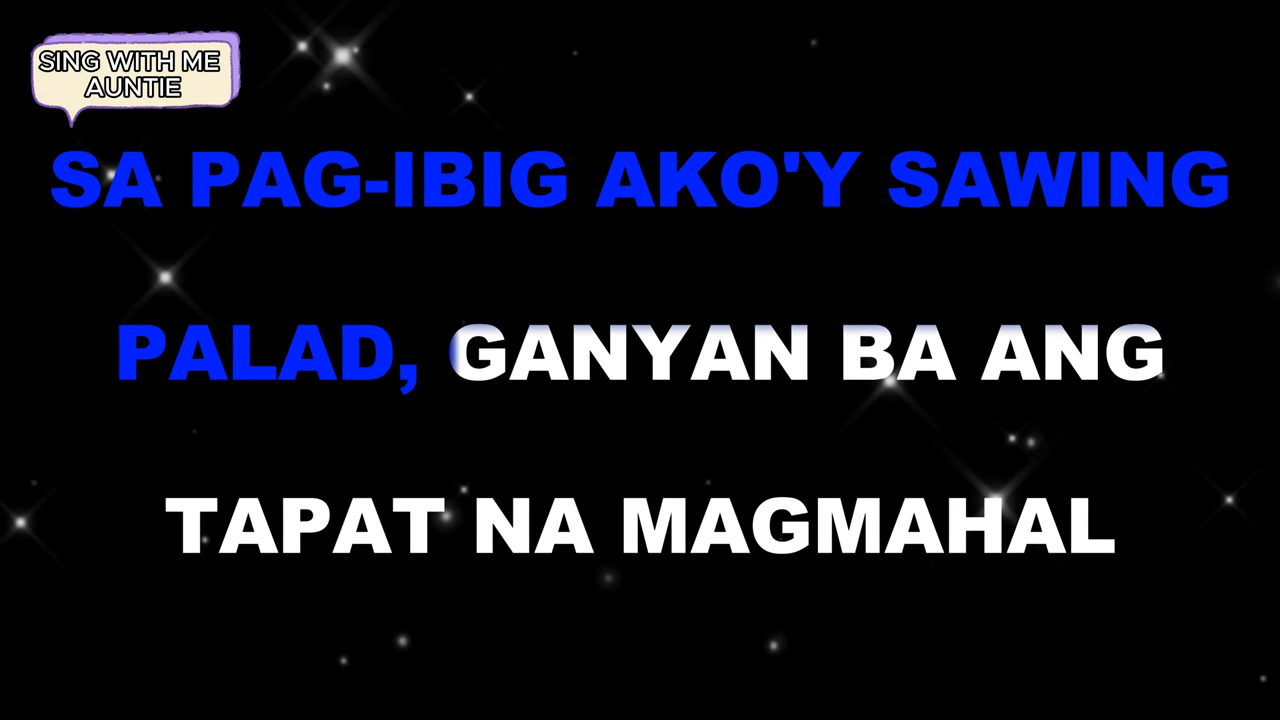 SING WITH ME
AUNTIE
SA PAG-IBIG AKO'Y SAWING
PALAD, GANYAN BA ANG
TAPAT NA MAGMAHAL